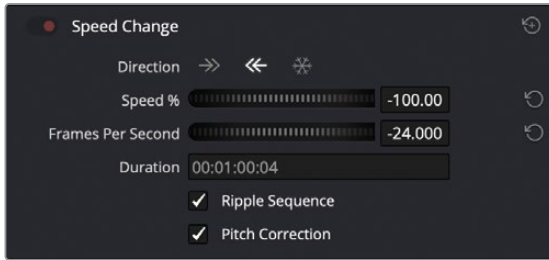 Speed Change
Direction
Speed % -100.00
Frames Per Second -24.000
Duration 00:01:00:04
Ripple Sequence
Pitch Correction